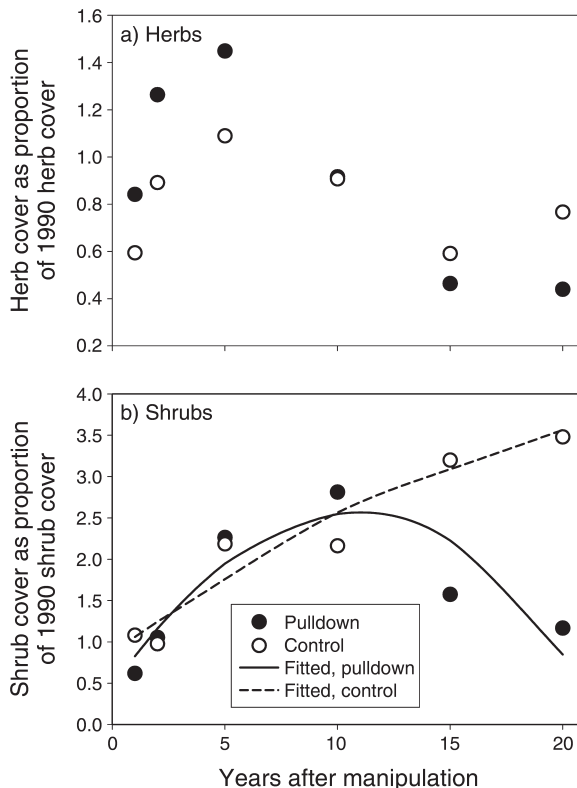 a) Herbs
Herb cover as proportion
of 1990 herb cover
1.6
1.4
1.2
1.0
0.8
0.6
0.4
0.2
b) Shrubs
Shrub cover as proportion
of 1990 shrub cover
4.0
3.5
3.0
2.5
2.0
1.5
1.0
0.5
0.0
Pulldown
Control
Fitted, pulldown
Fitted, control
0 5 10 15 20
Years after manipulation